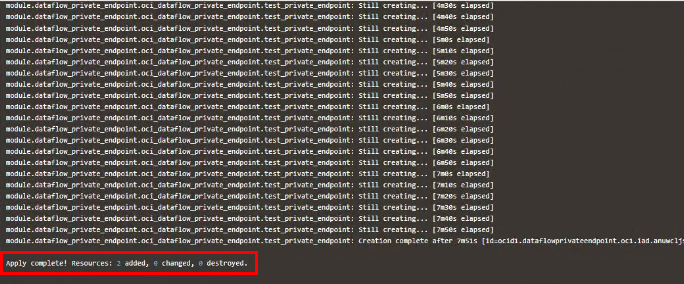 module.dataflow_private_endpoint.oci_dataflow_private_endpoint.test_private_endpoint: Still creating... [4m30s elapsed]
module.dataflow_private_endpoint.oci_dataflow_private_endpoint.test_private_endpoint: Still creating... [4m40s elapsed]
module.dataflow_private_endpoint.oci_dataflow_private_endpoint.test_private_endpoint: Still creating... [4m50s elapsed]
module.dataflow_private_endpoint.oci_dataflow_private_endpoint.test_private_endpoint: Still creating... [5m0s elapsed]
module.dataflow_private_endpoint.oci_dataflow_private_endpoint.test_private_endpoint: Still creating... [5m10s elapsed]
module.dataflow_private_endpoint.oci_dataflow_private_endpoint.test_private_endpoint: Still creating... [5m20s elapsed]
module.dataflow_private_endpoint.oci_dataflow_private_endpoint.test_private_endpoint: Still creating... [5m30s elapsed]
module.dataflow_private_endpoint.oci_dataflow_private_endpoint.test_private_endpoint: Still creating... [5m40s elapsed]
module.dataflow_private_endpoint.oci_dataflow_private_endpoint.test_private_endpoint: Still creating... [5m50s elapsed]
module.dataflow_private_endpoint.oci_dataflow_private_endpoint.test_private_endpoint: Still creating... [6m0s elapsed]
module.dataflow_private_endpoint.oci_dataflow_private_endpoint.test_private_endpoint: Still creating... [6m10s elapsed]
module.dataflow_private_endpoint.oci_dataflow_private_endpoint.test_private_endpoint: Still creating... [6m20s elapsed]
module.dataflow_private_endpoint.oci_dataflow_private_endpoint.test_private_endpoint: Still creating... [6m30s elapsed]
module.dataflow_private_endpoint.oci_dataflow_private_endpoint.test_private_endpoint: Still creating... [6m40s elapsed]
module.dataflow_private_endpoint.oci_dataflow_private_endpoint.test_private_endpoint: Still creating... [6m50s elapsed]
module.dataflow_private_endpoint.oci_dataflow_private_endpoint.test_private_endpoint: Still creating... [7m0s elapsed]
module.dataflow_private_endpoint.oci_dataflow_private_endpoint.test_private_endpoint: Still creating... [7m10s elapsed]
module.dataflow_private_endpoint.oci_dataflow_private_endpoint.test_private_endpoint: Still creating... [7m20s elapsed]
module.dataflow_private_endpoint.oci_dataflow_private_endpoint.test_private_endpoint: Still creating... [7m30s elapsed]
module.dataflow_private_endpoint.oci_dataflow_private_endpoint.test_private_endpoint: Still creating... [7m40s elapsed]
module.dataflow_private_endpoint.oci_dataflow_private_endpoint.test_private_endpoint: Still creating... [7m50s elapsed]
module.dataflow_private_endpoint.oci_dataflow_private_endpoint.test_private_endpoint: Creation complete after 7m51s [id=ocid1.dataflowprivateendpoint.oc1.iad.anuwcljs
Apply complete! Resources: 2 added, 0 changed, 0 destroyed.